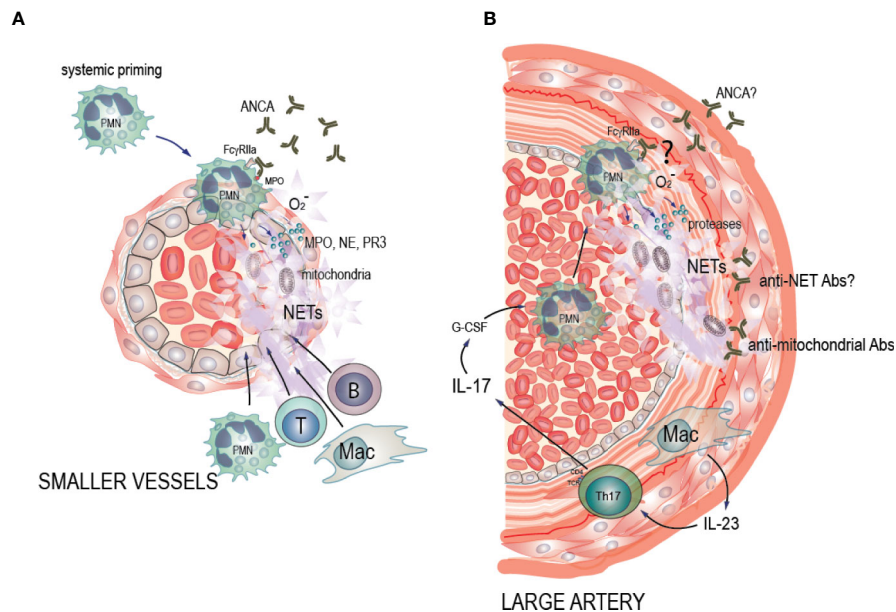 A
systemic priming
PMN
ANCA
FcγRIIa
PMN
MPO
O2-
MPO, NE, PR3
mitochondria
NETs
B
T
Mac
PMN
SMALLER VESSELS
B
ANCA?
FcγRIIa
?
PMN
O2-
proteases
NETs
anti-NET Abs?
PMN
G-CSF
anti-mitochondrial Abs
IL-17
Mac
CD4
TCR
Th17
IL-23
LARGE ARTERY